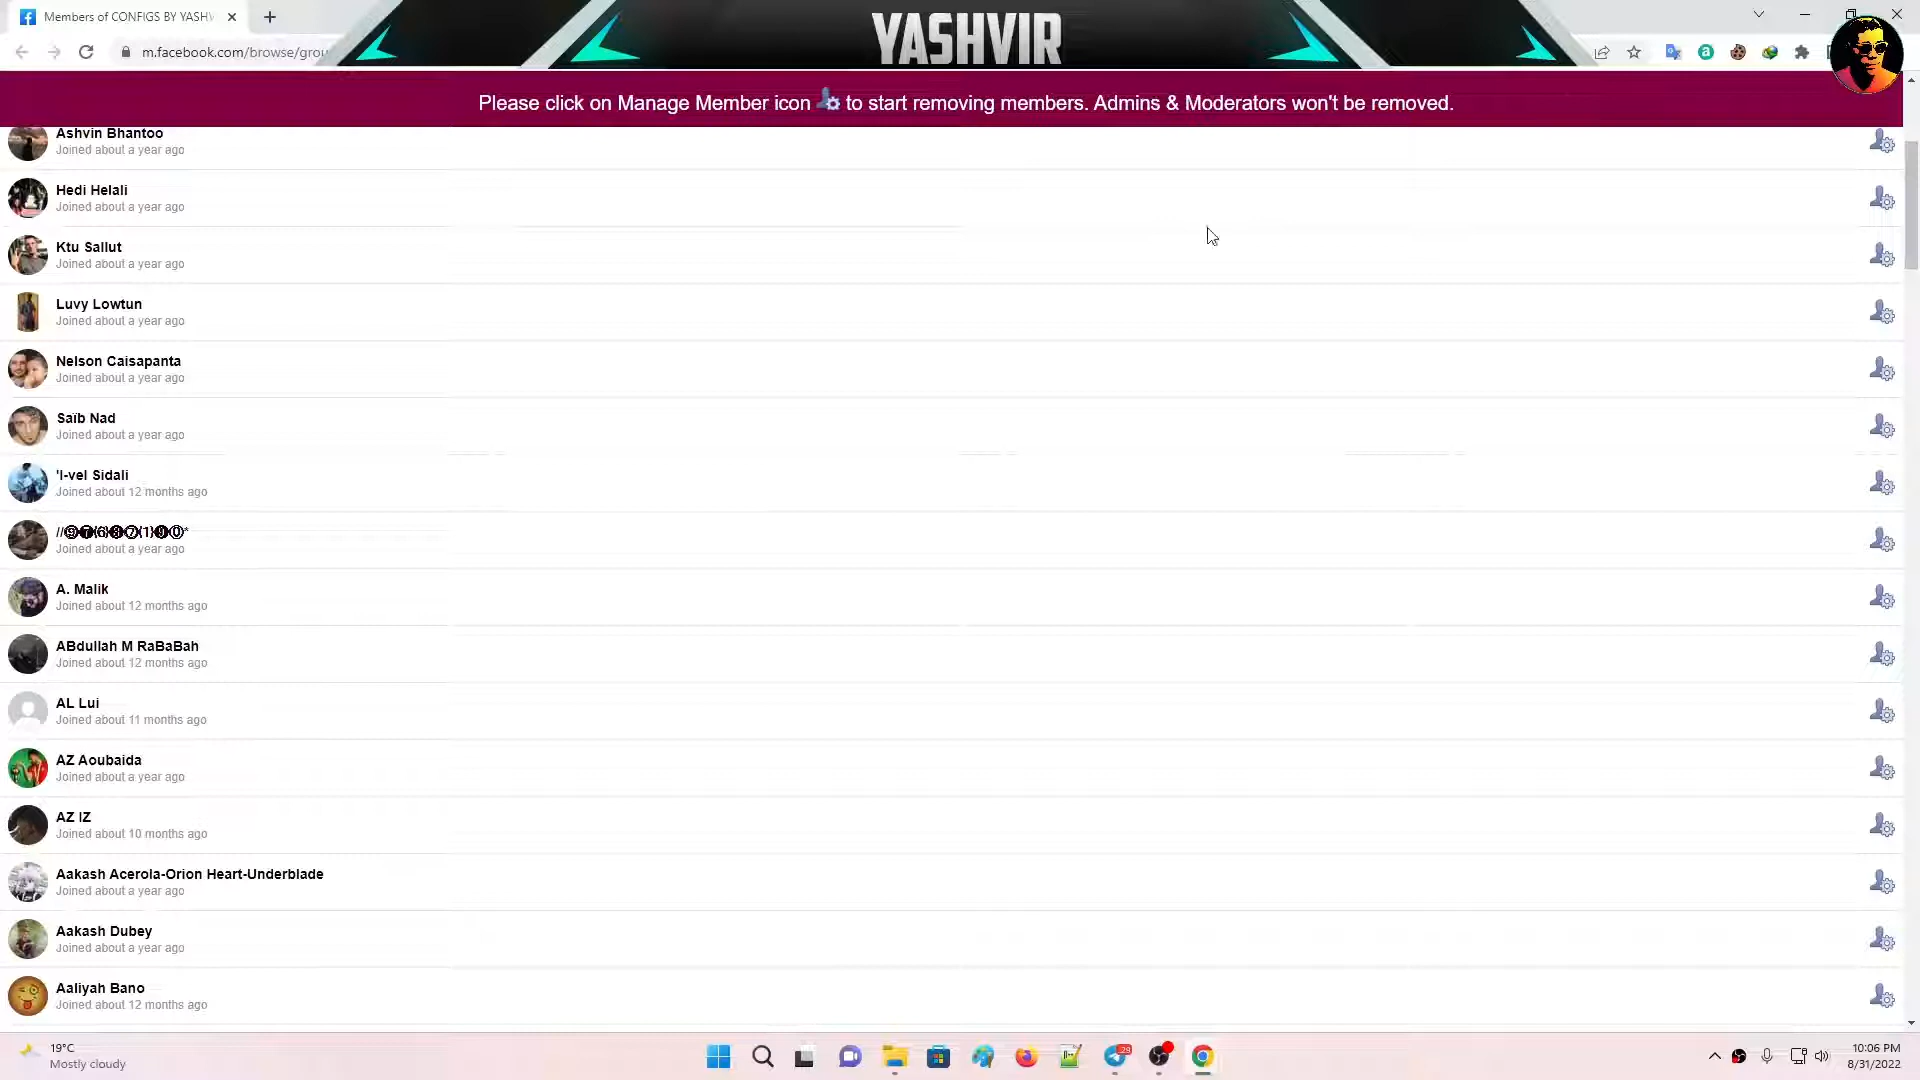 Members of CONFIGS BY YASHV
YASHVIR
m.facebook.com/browse/grou
Please click on Manage Member icon to start removing members. Admins & Moderators won't be removed.
Ashvin Bhantoo
Joined about a year ago
Hedi Helali
Joined about a year ago
Ktu Sallut
Joined about a year ago
Luvy Lowtun
Joined about a year ago
Nelson Caisapanta
Joined about a year ago
Saïb Nad
Joined about a year ago
'I-vel Sidali
Joined about 12 months ago
Joined about a year ago
A. Malik
Joined about 12 months ago
ABdullah M RaBaBah
Joined about 12 months ago
AL Lui
Joined about 11 months ago
AZ Aoubaida
Joined about a year ago
AZ IZ
Joined about 10 months ago
Aakash Acerola-Orion Heart-Underblade
Joined about a year ago
Aakash Dubey
Joined about a year ago
Aaliyah Bano
Joined about 12 months ago
19°C
Mostly cloudy
29
10:06 PM
8/31/2022